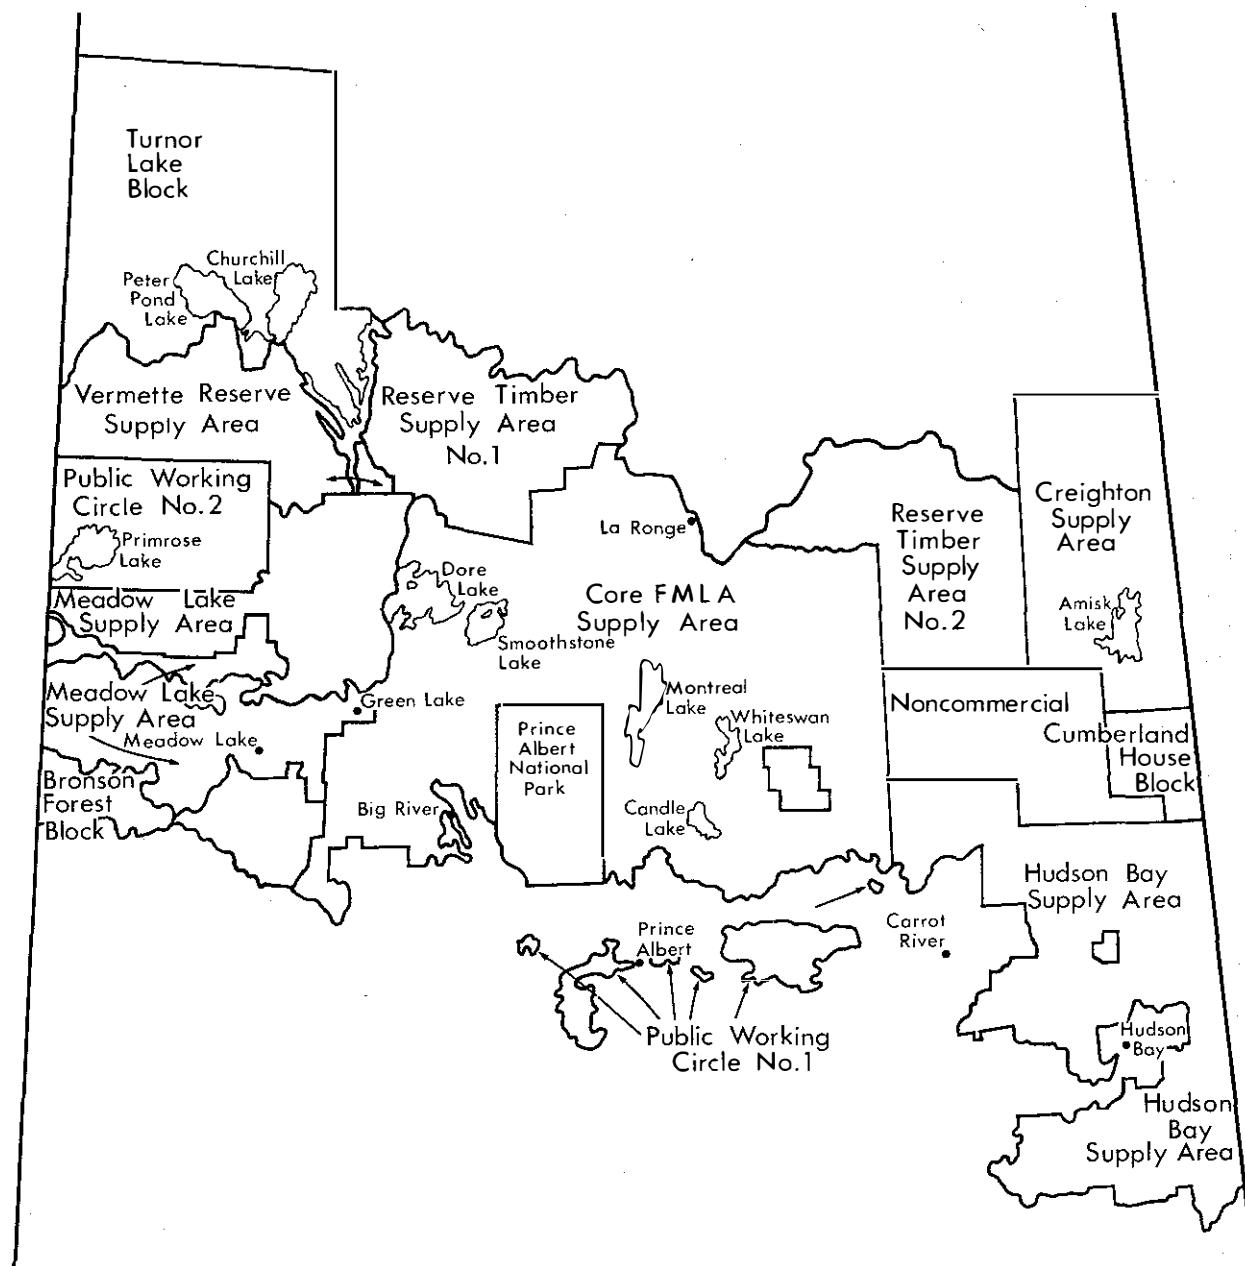 Turnor
Lake
Block
Churchill
Lake
Peter
Pond
Lake
Vermette Reserve
Supply Area
Reserve Timber
Supply Area
No.1
Public Working
Circle No.2
Primrose
Lake
Meadow Lake
Supply Area
Meadow Lake
Supply Area
Meadow Lake
Bronson
Forest
Block
La Ronge
Dore
Lake
Smoothstone
Lake
Core FMLA
Supply Area
Green Lake
Montreal
Lake
Whiteswan
Lake
Prince
Albert
National
Park
Big River
Candle
Lake
Reserve
Timber
Supply
Area
No.2
Creighton
Supply
Area
Amisk
Lake
Noncommercial
Cumberland
House
Block
Hudson Bay
Supply Area
Carrot
River
Prince
Albert
Public Working
Circle No.1
Hudson
Bay
Hudson
Bay
Supply Area